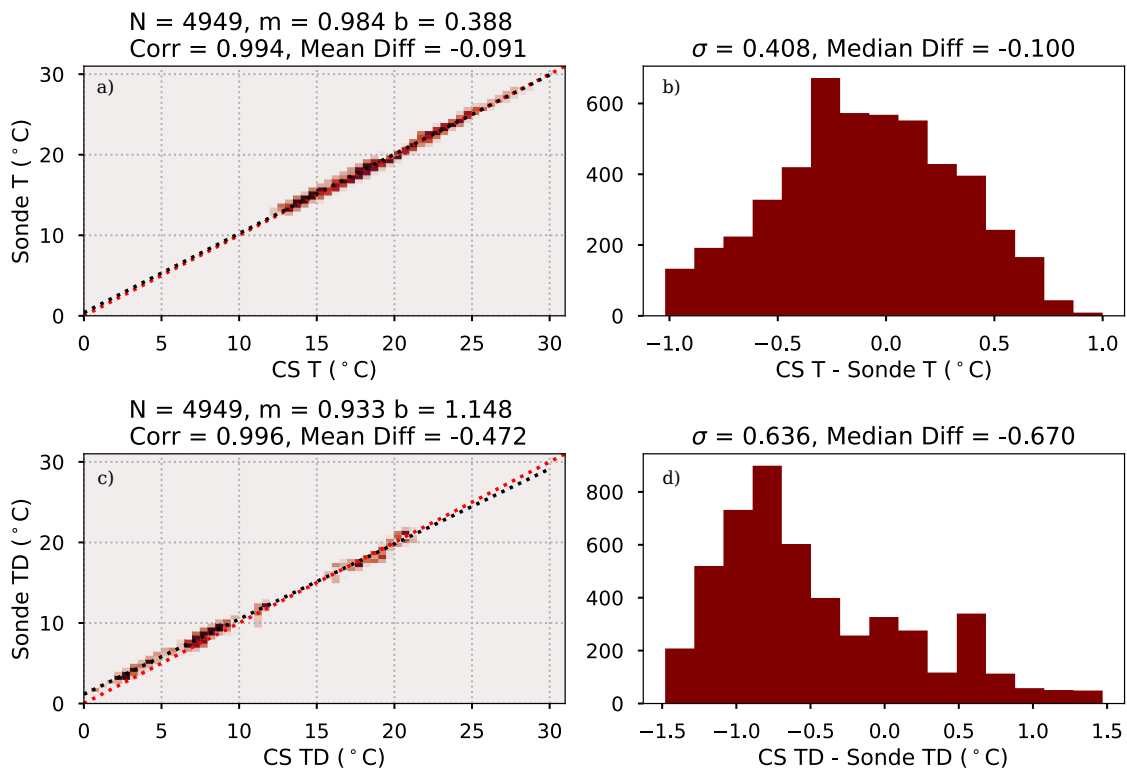 N = 4949, m = 0.984 b = 0.388
Corr = 0.994, Mean Diff = -0.091
a)
30
20
10
0
Sonde T (°C)
0 5 10 15 20 25 30
CS T (°C)
σ = 0.408, Median Diff = -0.100
b)
600
400
200
0
−1.0 −0.5 0.0 0.5 1.0
CS T - Sonde T (°C)
N = 4949, m = 0.933 b = 1.148
Corr = 0.996, Mean Diff = -0.472
c)
30
20
10
0
Sonde TD (°C)
0 5 10 15 20 25 30
CS TD (°C)
σ = 0.636, Median Diff = -0.670
d)
800
600
400
200
0
−1.5 −1.0 −0.5 0.0 0.5 1.0 1.5
CS TD - Sonde TD (°C)